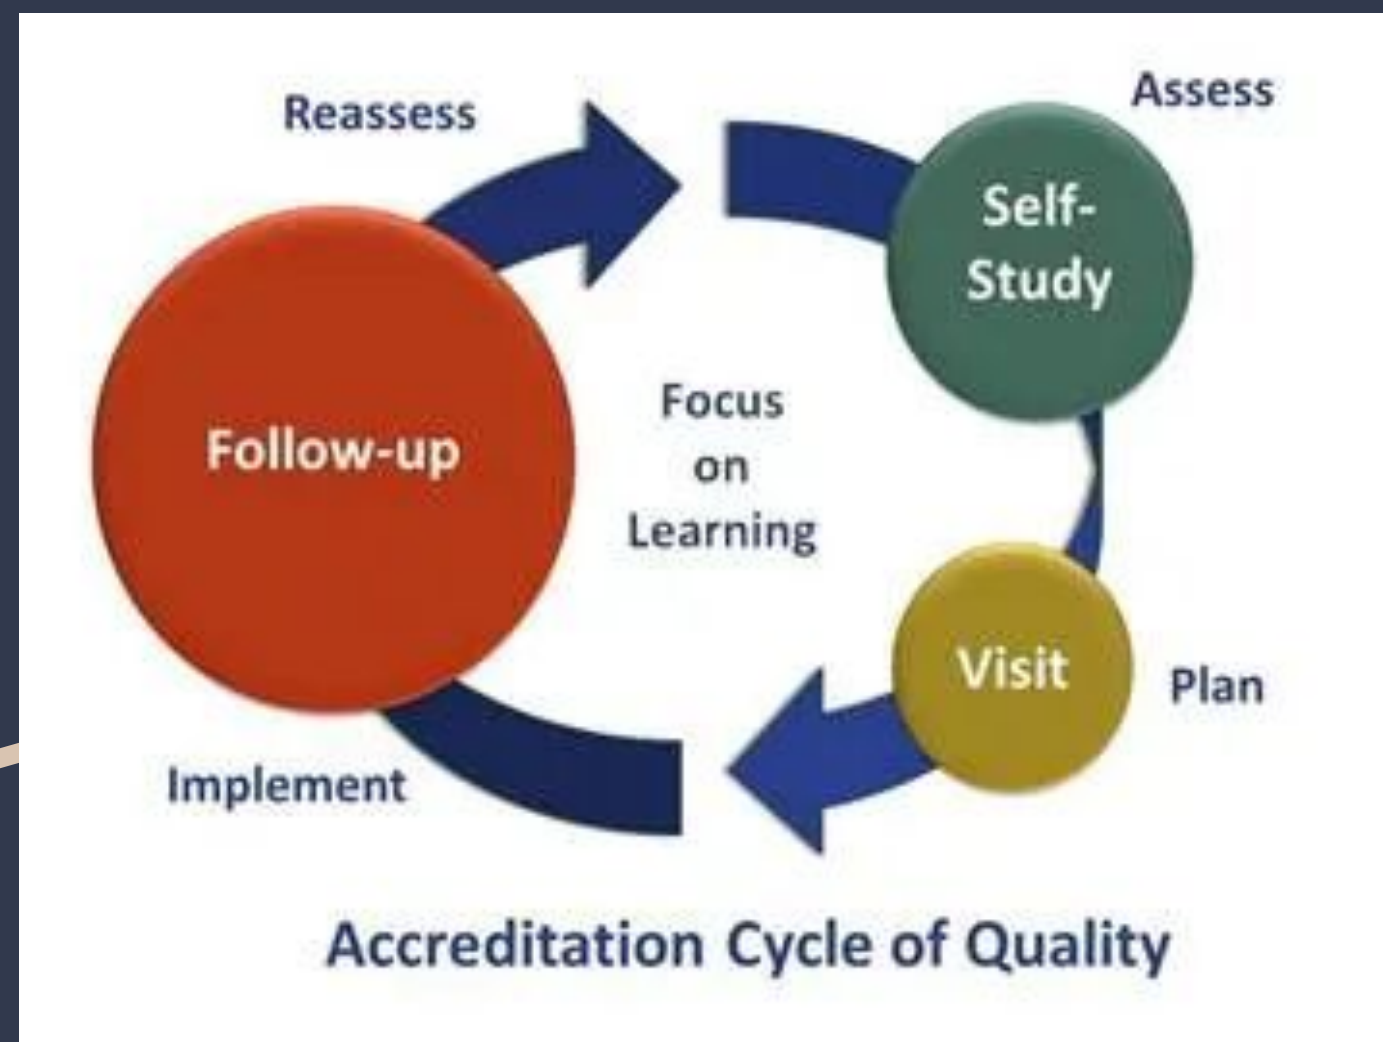 Reassess
Assess
Self-
Study
Follow-up
Focus
on
Learning
Visit
Plan
Implement
Accreditation Cycle of Quality